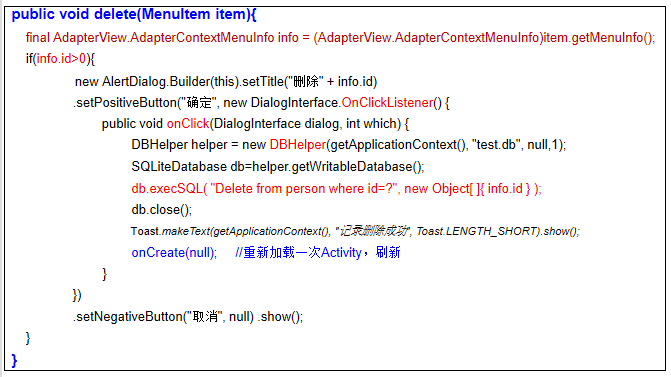 public void delete(MenuItem item){
final AdapterView.AdapterContextMenuInfo info = (AdapterView.AdapterContextMenuInfo)item.getMenuInfo();
if(info.id>0){
new AlertDialog.Builder(this).setTitle("删除" + info.id)
.setPositiveButton("确定", new DialogInterface.OnClickListener() {
public void onClick(DialogInterface dialog, int which) {
DBHelper helper = new DBHelper(getApplicationContext(), "test.db", null,1);
SQLiteDatabase db=helper.getWritableDatabase();
db.execSQL( "Delete from person where id=?", new Object[ ]{ info.id } );
db.close();
Toast.makeText(getApplicationContext(), "记录删除成功", Toast.LENGTH_SHORT).show();
onCreate(null); //重新加载一次Activity，刷新
}
})
.setNegativeButton("取消", null) .show();
}
}